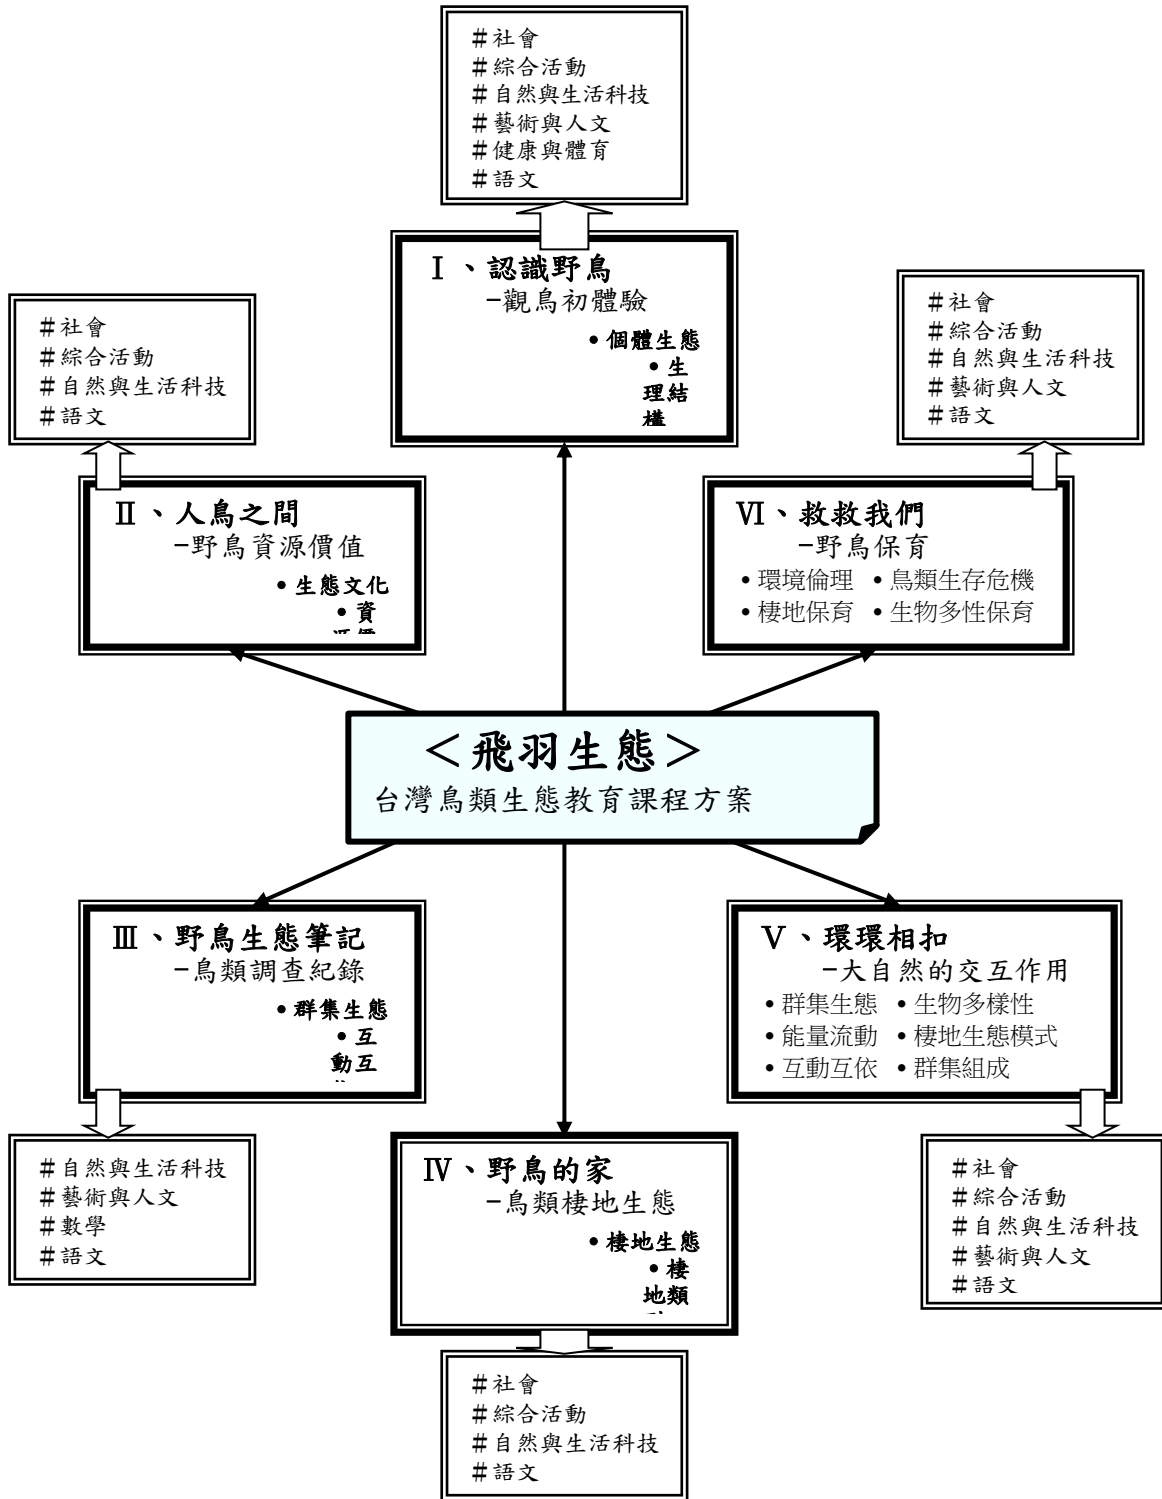 #社會
#綜合活動
#自然與生活科技
#藝術與人文
#健康與體育
#語文
Ⅰ、認識野鳥
–觀鳥初體驗
•個體生態
•生
理結
構
#社會
#綜合活動
#自然與生活科技
#語文
Ⅱ、人鳥之間
–野鳥資源價值
•生態文化
•資
#社會
#綜合活動
#自然與生活科技
#藝術與人文
#語文
Ⅵ、救救我們
–野鳥保育
•環境倫理 •鳥類生存危機
•棲地保育 •生物多性保育
＜飛羽生態＞
台灣鳥類生態教育課程方案
Ⅲ、野鳥生態筆記
–鳥類調查紀錄
•群集生態
•互
動互
#自然與生活科技
#藝術與人文
#數學
#語文
Ⅳ、野鳥的家
–鳥類棲地生態
•棲地生態
•棲
地類
#社會
#綜合活動
#自然與生活科技
#語文
Ⅴ、環環相扣
–大自然的交互作用
•群集生態 •生物多樣性
•能量流動 •棲地生態模式
•互動互依 •群集組成
#社會
#綜合活動
#自然與生活科技
#藝術與人文
#語文